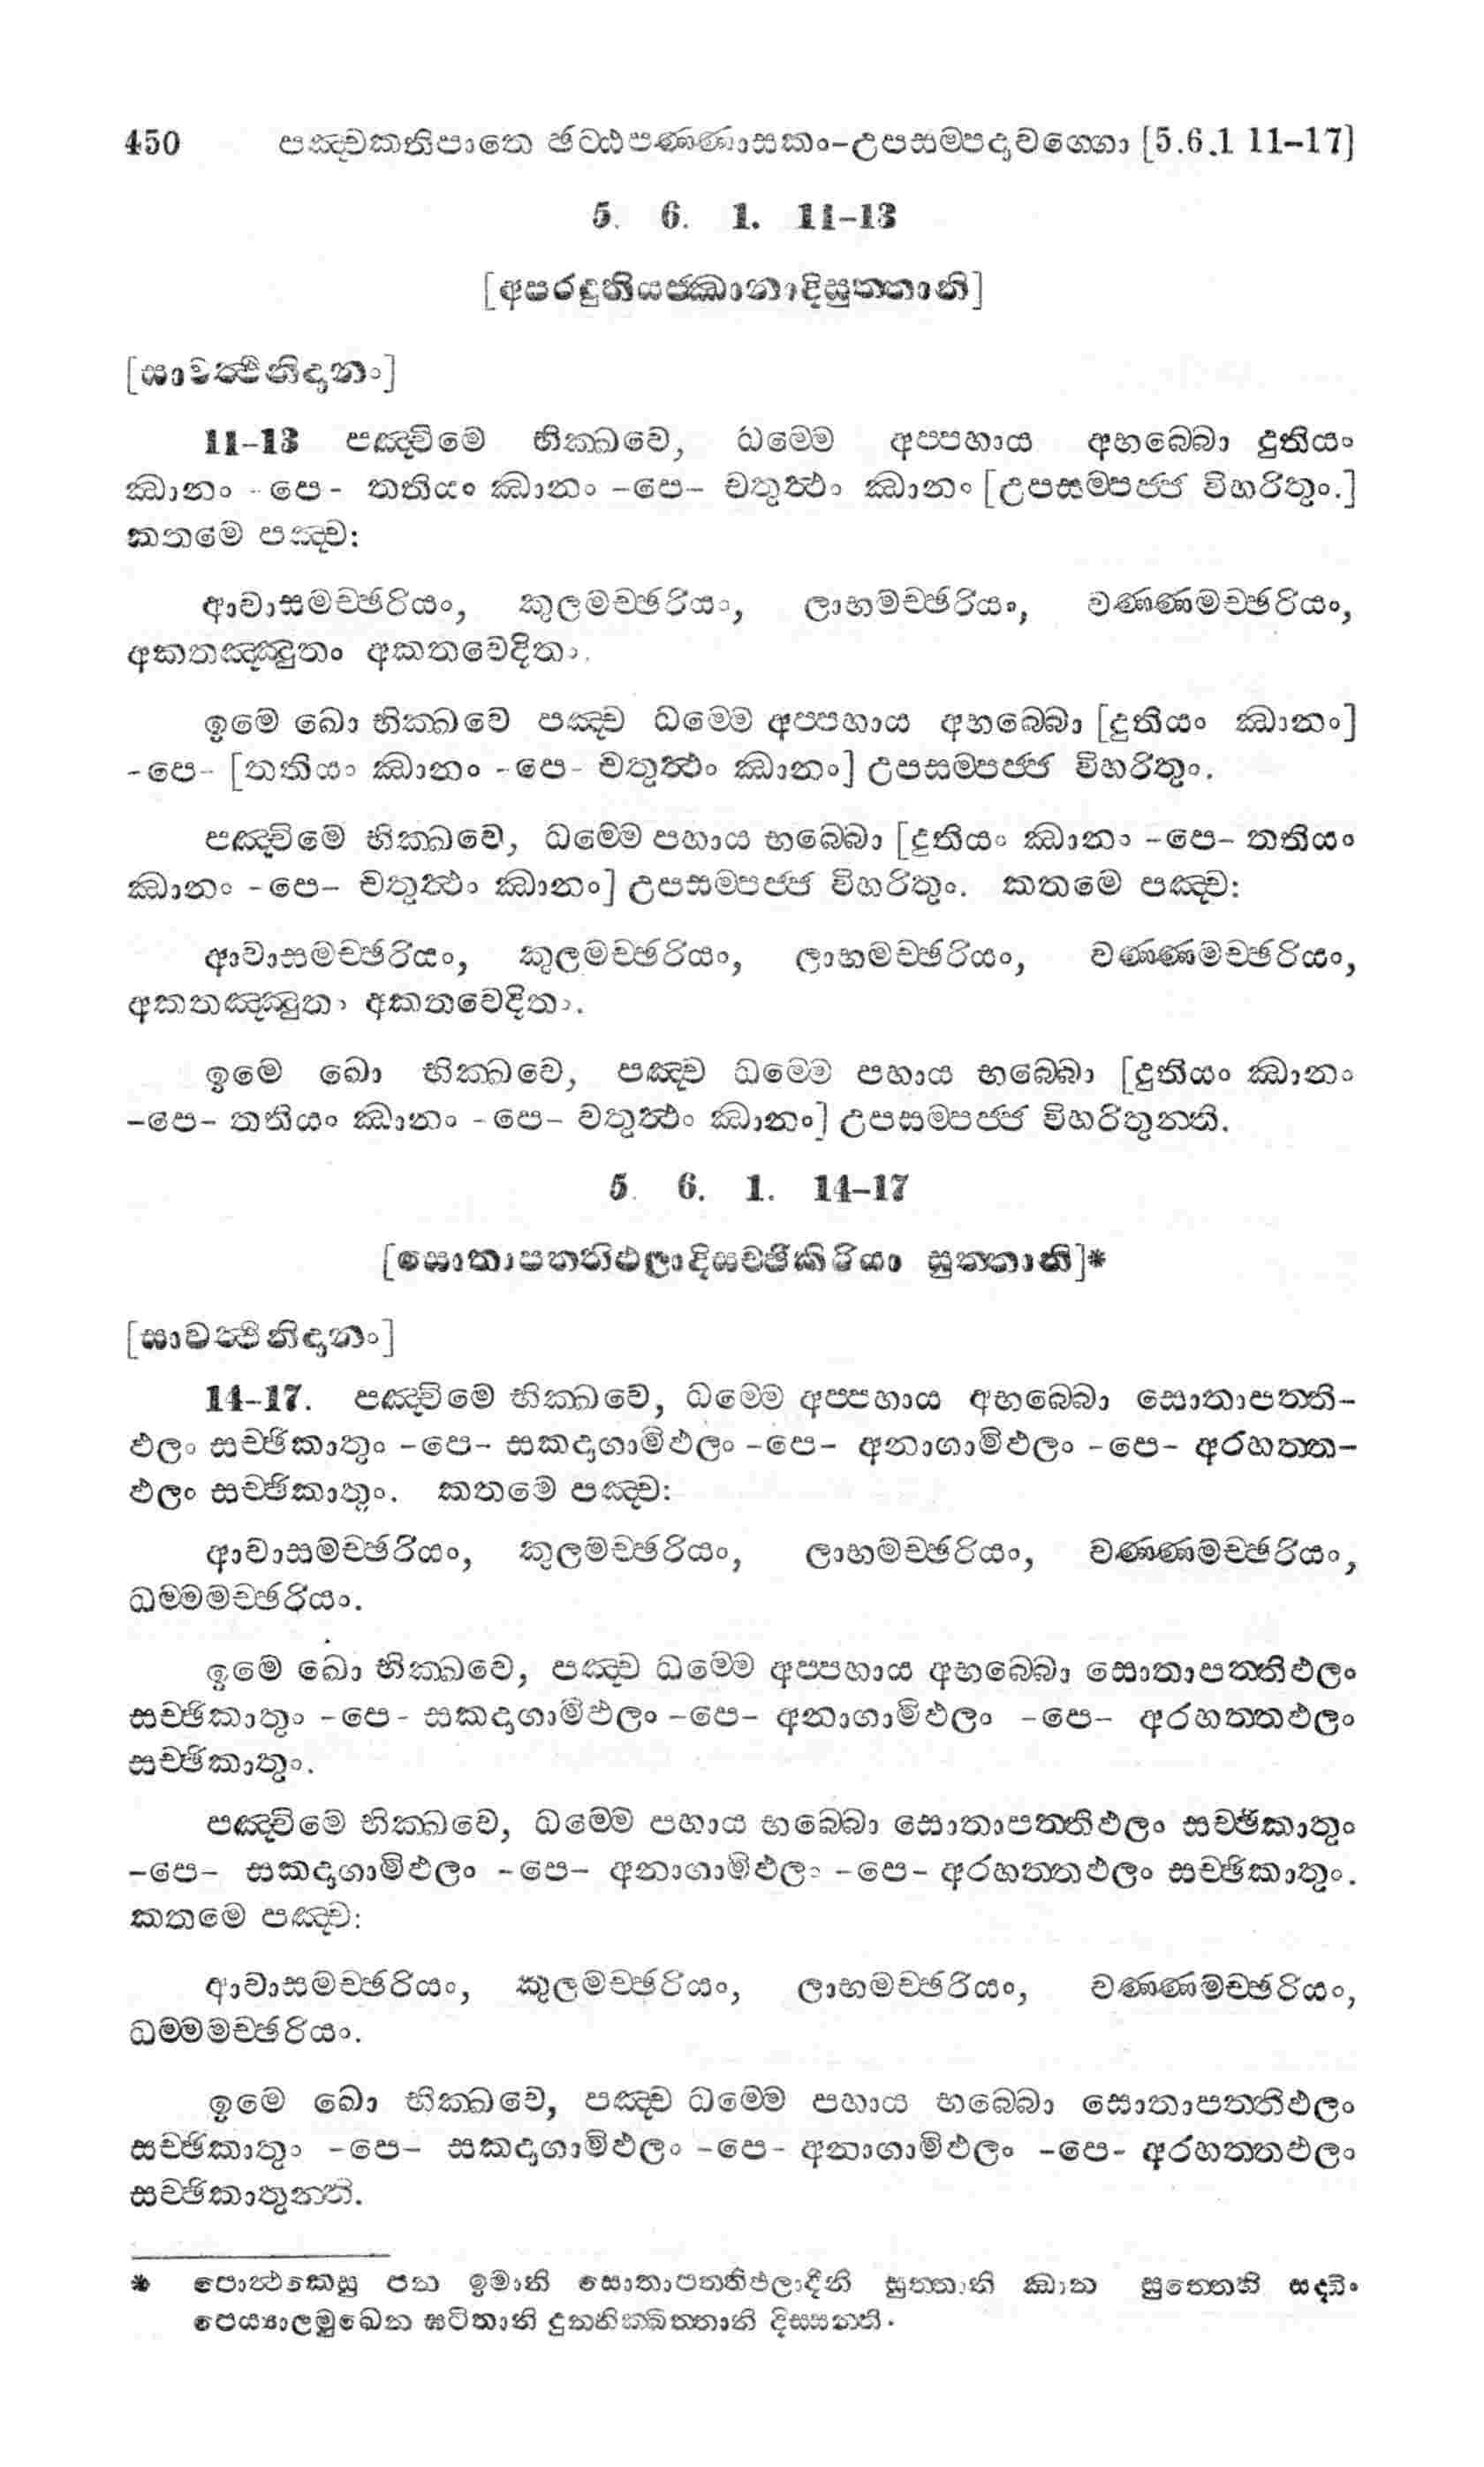 450 පඤ්චකනිපාතෙ ඡට්ඨපණ්ණාසකං-උපසම්පදාවග්ගො [5.6.1 11-17]
5. 6. 1. 11-13
[අපරදුතියජ්ඣානාදිසුත්තානි]
[සාවත්ථිනිදානං]
11-13 පඤ්චිමෙ භික්ඛවෙ, ධම්මෙ අප්පහාය අභබ්බො දුතියං
ඣානං -පෙ- තතියං ඣානං -පෙ- චතුත්ථං ඣානං [උපසම්පජ්ජ විහරිතුං.]
කතමෙ පඤ්ච:
ආවාසමච්ඡරියං, කුලමච්ඡරියං, ලාභමච්ඡරියං, වණ්ණමච්ඡරියං,
අකතඤ්ඤුතං අකතවෙදිතං.
ඉමෙ ඛො භික්ඛවෙ පඤ්ච ධම්මෙ අප්පහාය අභබ්බො [දුතියං ඣානං]
-පෙ- [තතියං ඣානං -පෙ- චතුත්ථං ඣානං] උපසම්පජ්ජ විහරිතුං.
පඤ්චිමෙ භික්ඛවෙ, ධම්මෙ පහාය භබ්බො [දුතියං ඣානං -පෙ- තතියං
ඣානං -පෙ- චතුත්ථං ඣානං] උපසම්පජ්ජ විහරිතුං. කතමෙ පඤ්ච:
ආවාසමච්ඡරියං, කුලමච්ඡරියං, ලාභමච්ඡරියං, වණ්ණමච්ඡරියං,
අකතඤ්ඤුතං අකතවෙදිතං.
ඉමෙ ඛො භික්ඛවෙ, පඤ්ච ධම්මෙ පහාය භබ්බො [දුතියං ඣානං
-පෙ- තතියං ඣානං -පෙ- චතුත්ථං ඣානං] උපසම්පජ්ජ විහරිතුන්ති.
5. 6. 1. 14-17
[සොතාපත්තිඵලාදිසච්ඡිකිරියා සුත්තානි]*
[සාවත්ථිනිදානං]
14-17. පඤ්චිමෙ භික්ඛවෙ, ධම්මෙ අප්පහාය අභබ්බො සොතාපත්ති-
ඵලං සච්ඡිකාතුං -පෙ- සකදාගාමිඵලං -පෙ- අනාගාමිඵලං -පෙ- අරහත්ත-
ඵලං සච්ඡිකාතුං. කතමෙ පඤ්ච:
ආවාසමච්ඡරියං, කුලමච්ඡරියං, ලාභමච්ඡරියං, වණ්ණමච්ඡරියං,
ධම්මමච්ඡරියං.
ඉමෙ ඛො භික්ඛවෙ, පඤ්ච ධම්මෙ අප්පහාය අභබ්බො සොතාපත්තිඵලං
සච්ඡිකාතුං -පෙ- සකදාගාමිඵලං -පෙ- අනාගාමිඵලං -පෙ- අරහත්තඵලං
සච්ඡිකාතුං.
පඤ්චිමෙ භික්ඛවෙ, ධම්මෙ පහාය භබ්බො සොතාපත්තිඵලං සච්ඡිකාතුං
-පෙ- සකදාගාමිඵලං -පෙ- අනාගාමිඵලං -පෙ- අරහත්තඵලං සච්ඡිකාතුං.
කතමෙ පඤ්ච:
ආවාසමච්ඡරියං, කුලමච්ඡරියං, ලාභමච්ඡරියං, වණ්ණමච්ඡරියං,
ධම්මමච්ඡරියං.
ඉමෙ ඛො භික්ඛවෙ, පඤ්ච ධම්මෙ පහාය භබ්බො සොතාපත්තිඵලං
සච්ඡිකාතුං -පෙ- සකදාගාමිඵලං -පෙ- අනාගාමිඵලං -පෙ- අරහත්තඵලං
සච්ඡිකාතුන්ති.
* පොත්ථකෙසු පන ඉමානි සොතාපත්තිඵලාදීනි සුත්තානි ඣාන සුත්තෙහි සද්ධිං
පෙය්‍යාලමුඛෙන ඝටිතානි දුන්නික්ඛිත්තානි දිස්සන්ති.